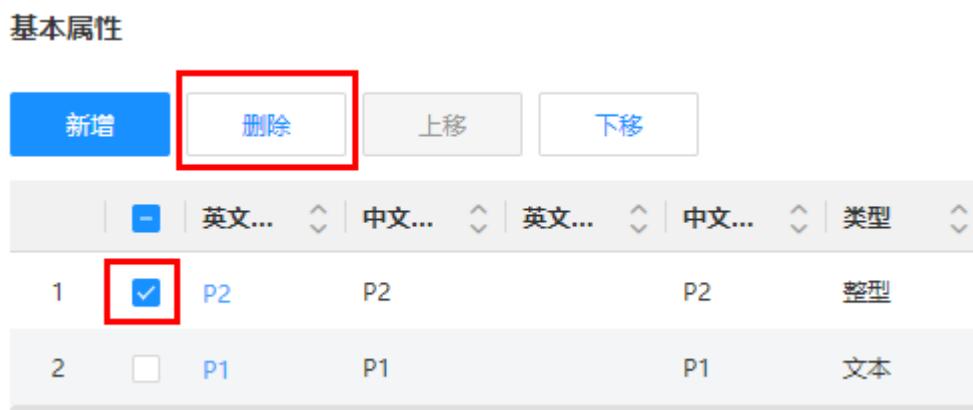 基本属性
新增 删除 上移 下移
英文... 中文... 英文... 中文... 类型
1 P2 P2 P2 整型
2 P1 P1 P1 文本